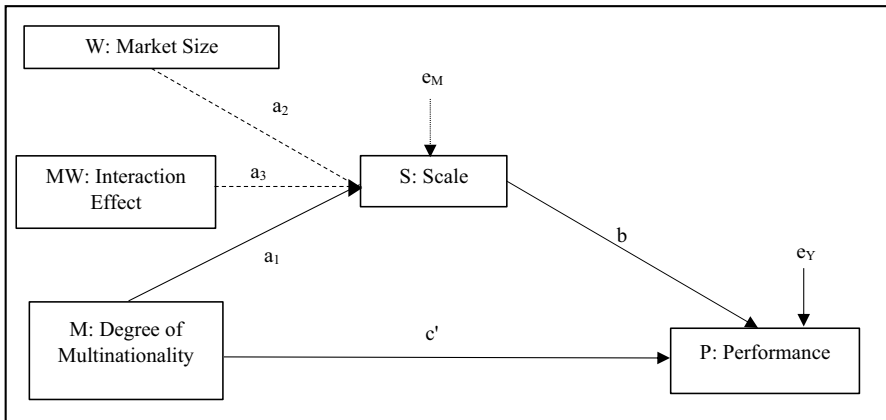 W: Market Size
e_M
a_2
MW: Interaction
Effect
a_3
S: Scale
a_1
b
e_Y
M: Degree of
Multinationality
c'
P: Performance